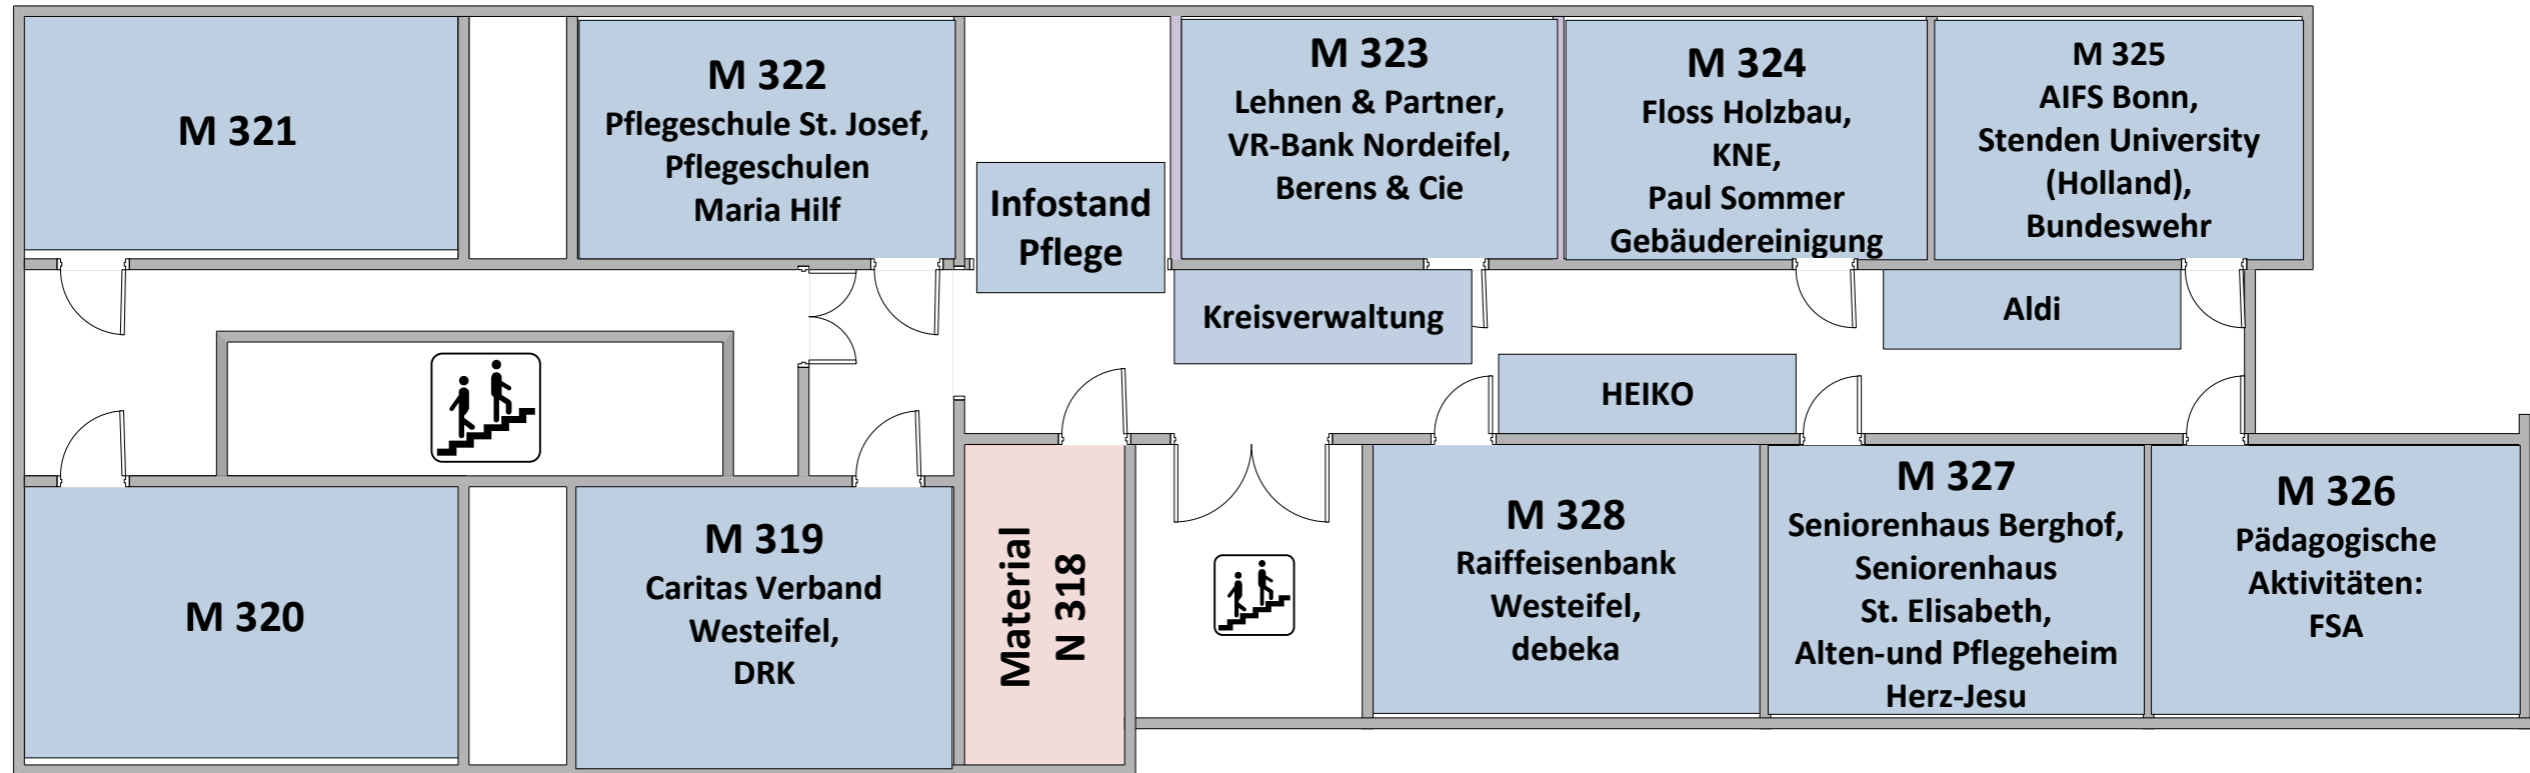 M 321
M 322
Pflegeschule St. Josef,
Pflegeschulen
Maria Hilf
Infostand
Pflege
M 323
Lehnen & Partner,
VR-Bank Nordeifel,
Berens & Cie
M 324
Floss Holzbau,
KNE,
Paul Sommer
Gebäudereinigung
M 325
AIFS Bonn,
Stenden University
(Holland),
Bundeswehr
Kreisverwaltung
Aldi
HEIKO
M 320
M 319
Caritas Verband
Westeifel,
DRK
Material
N 318
M 328
Raiffeisenbank
Westeifel,
debeka
M 327
Seniorenhaus Berghof,
Seniorenhaus
St. Elisabeth,
Alten-und Pflegeheim
Herz-Jesu
M 326
Pädagogische
Aktivitäten:
FSA